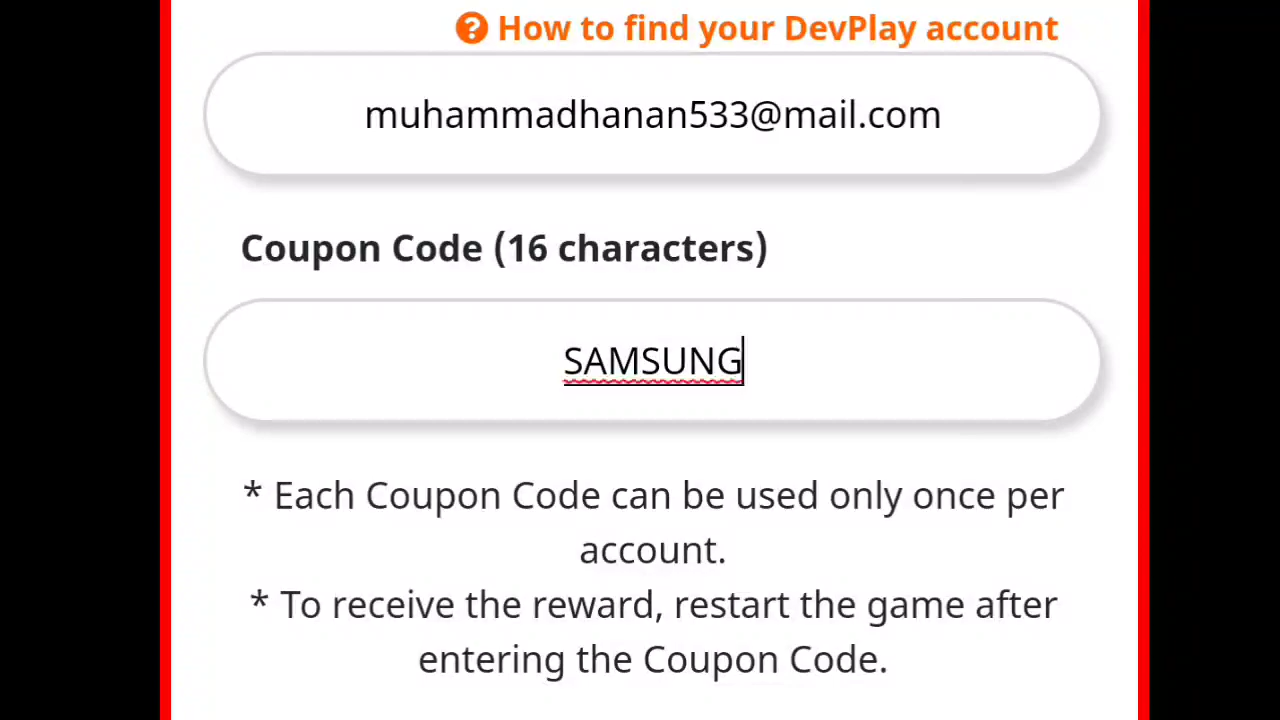 How to find your DevPlay account
muhammadhanan533@mail.com
Coupon Code (16 characters)
SAMSUNG
* Each Coupon Code can be used only once per
account.
* To receive the reward, restart the game after
entering the Coupon Code.